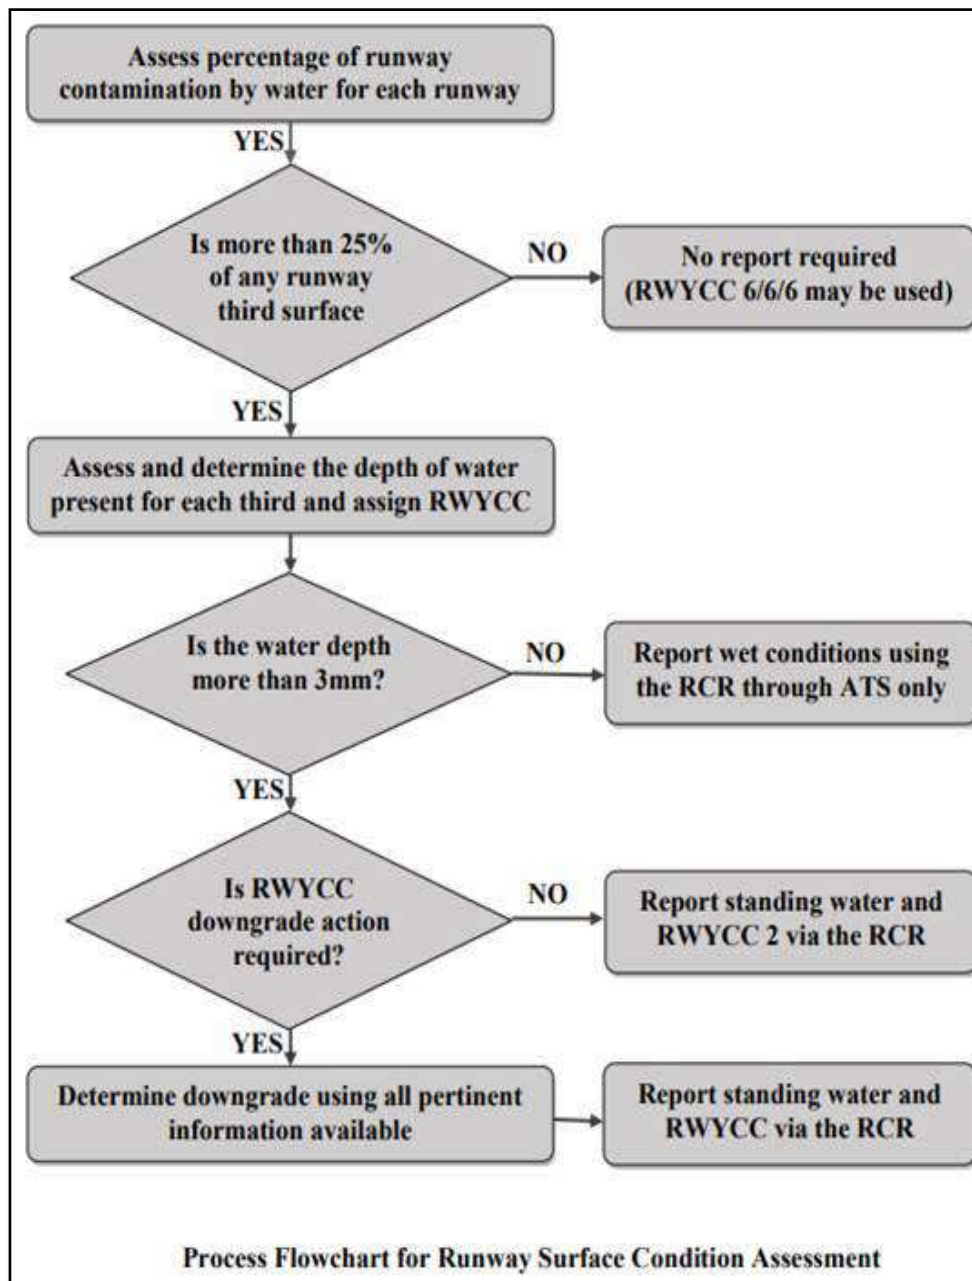 Assess percentage of runway
contamination by water for each runway
YES
Is more than 25%
of any runway
third surface
NO
No report required
(RWYCC 6/6/6 may be used)
YES
Assess and determine the depth of water
present for each third and assign RWYCC
Is the water depth
more than 3mm?
NO
Report wet conditions using
the RCR through ATS only
YES
Is RWYCC
downgrade action
required?
NO
Report standing water and
RWYCC 2 via the RCR
YES
Determine downgrade using all pertinent
information available
Report standing water and
RWYCC via the RCR
Process Flowchart for Runway Surface Condition Assessment